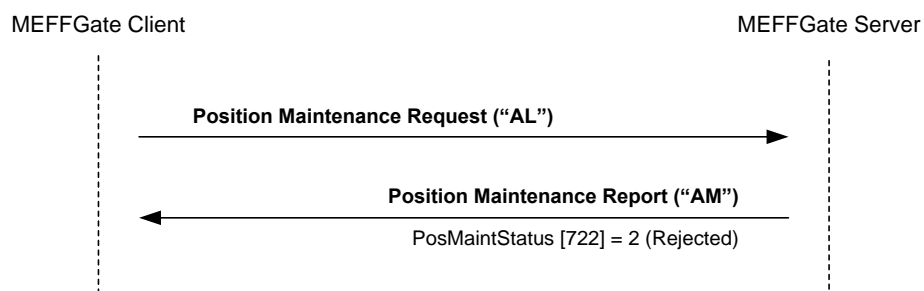 MEFFGate Client
MEFFGate Server
Position Maintenance Request (“AL”)
Position Maintenance Report (“AM”)
PosMaintStatus [722] = 2 (Rejected)